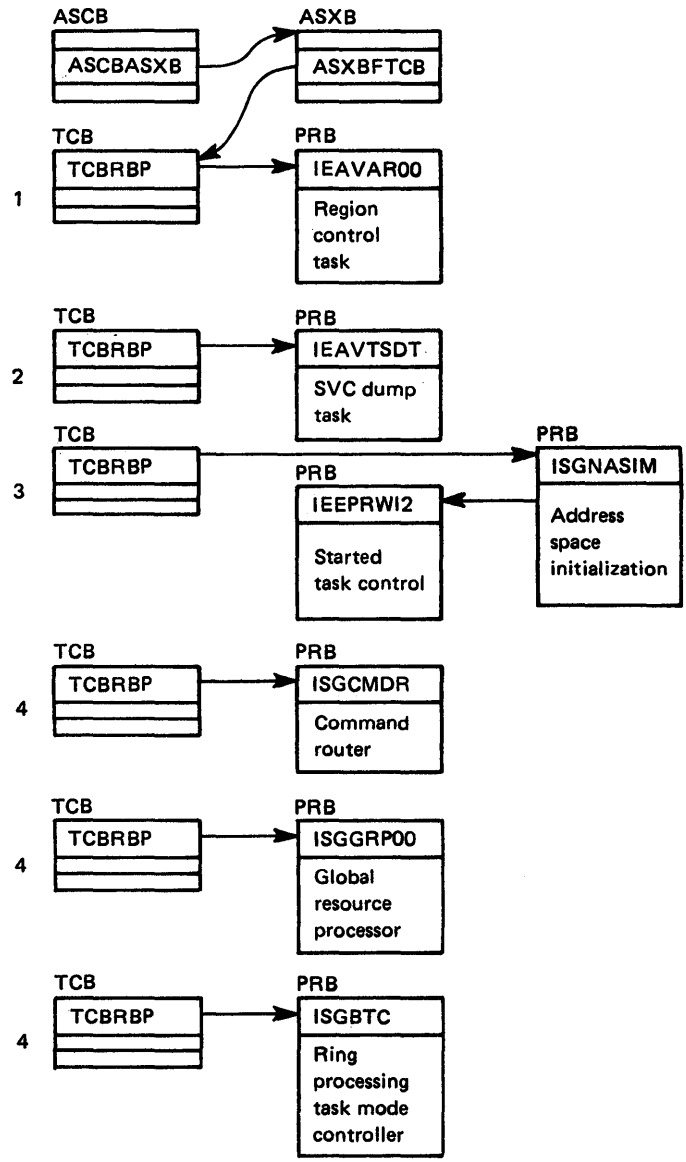 ASCB
ASXB
ASCBASXB
ASXBFTCB
TCB
PRB
1
TCBRBP
IEAVAR00
Region
control
task
TCB
PRB
2
TCBRBP
IEAVTSDT
SVC dump
task
TCB
PRB
3
TCBRBP
ISGNASIM
Address
space
initialization
PRB
IEEPRWI2
Started
task control
TCB
PRB
4
TCBRBP
ISGCMDR
Command
router
TCB
PRB
4
TCBRBP
ISGGRP00
Global
resource
processor
TCB
PRB
4
TCBRBP
ISGBTC
Ring
processing
task mode
controller